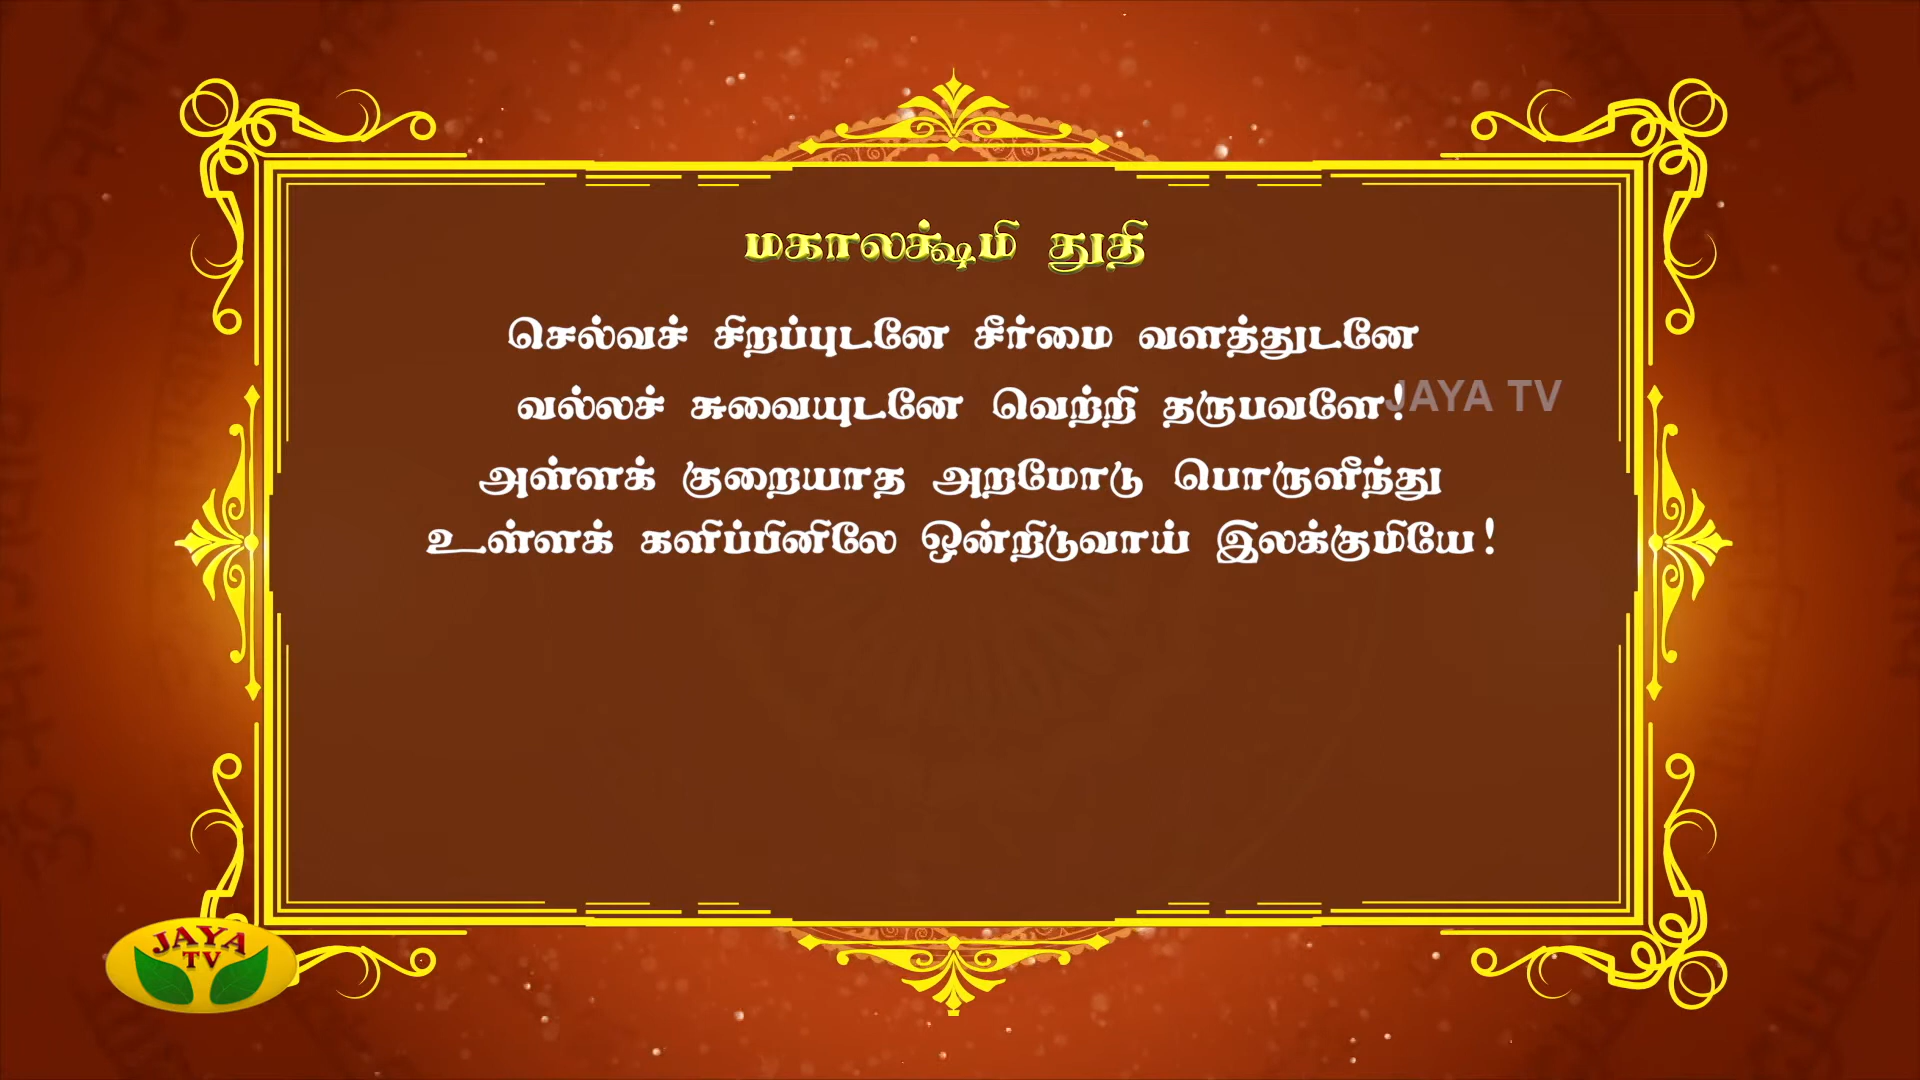 மகாலக்ஷ்மி துதி
செல்வச் சிறப்புடனே சீர்மை வளத்துடனே
வல்லச் சுவையுடனே வெற்றி தருபவளே!
JAYA TV
அள்ளக் குறையாத அறமோடு பொருளீந்து
உள்ளக் களிப்பினிலே ஒன்றிடுவாய் இலக்குமியே!
JAYA
TV